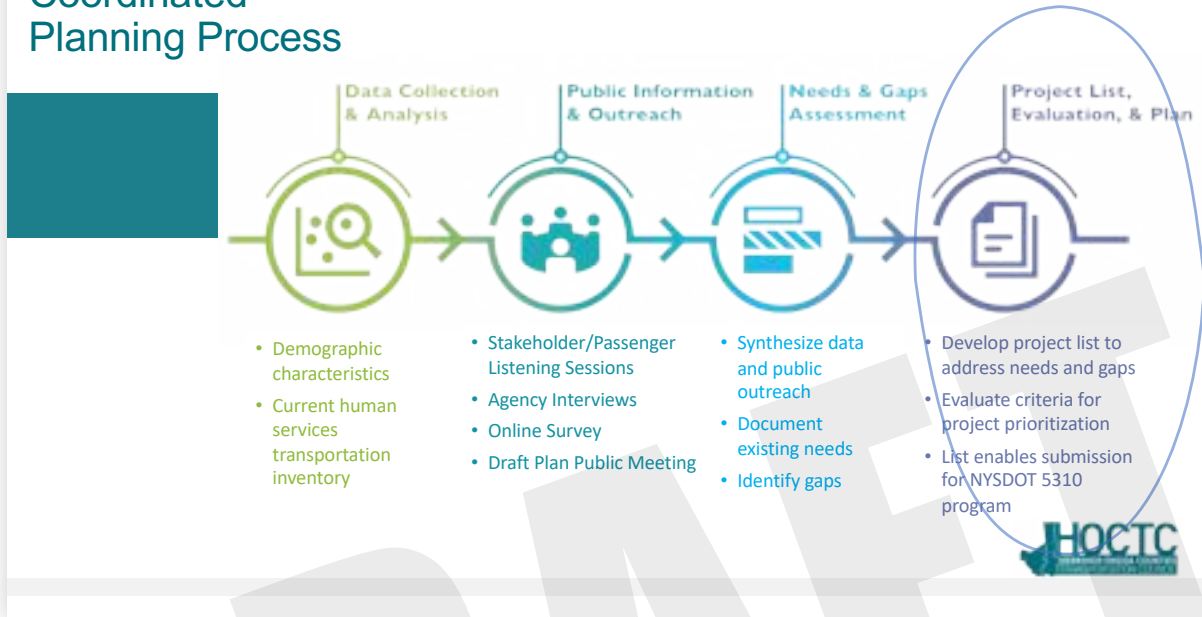 Coordinated
Planning Process
Data Collection
& Analysis
Public Information
& Outreach
Needs & Gaps
Assessment
Project List,
Evaluation, & Plan
• Demographic
characteristics
• Current human
services
transportation
inventory
• Stakeholder/Passenger
Listening Sessions
• Agency Interviews
• Online Survey
• Draft Plan Public Meeting
• Synthesize data
and public
outreach
• Document
existing needs
• Identify gaps
• Develop project list to
address needs and gaps
• Evaluate criteria for
project prioritization
• List enables submission
for NYSDOT 5310
program
HOCTC
DRAFT